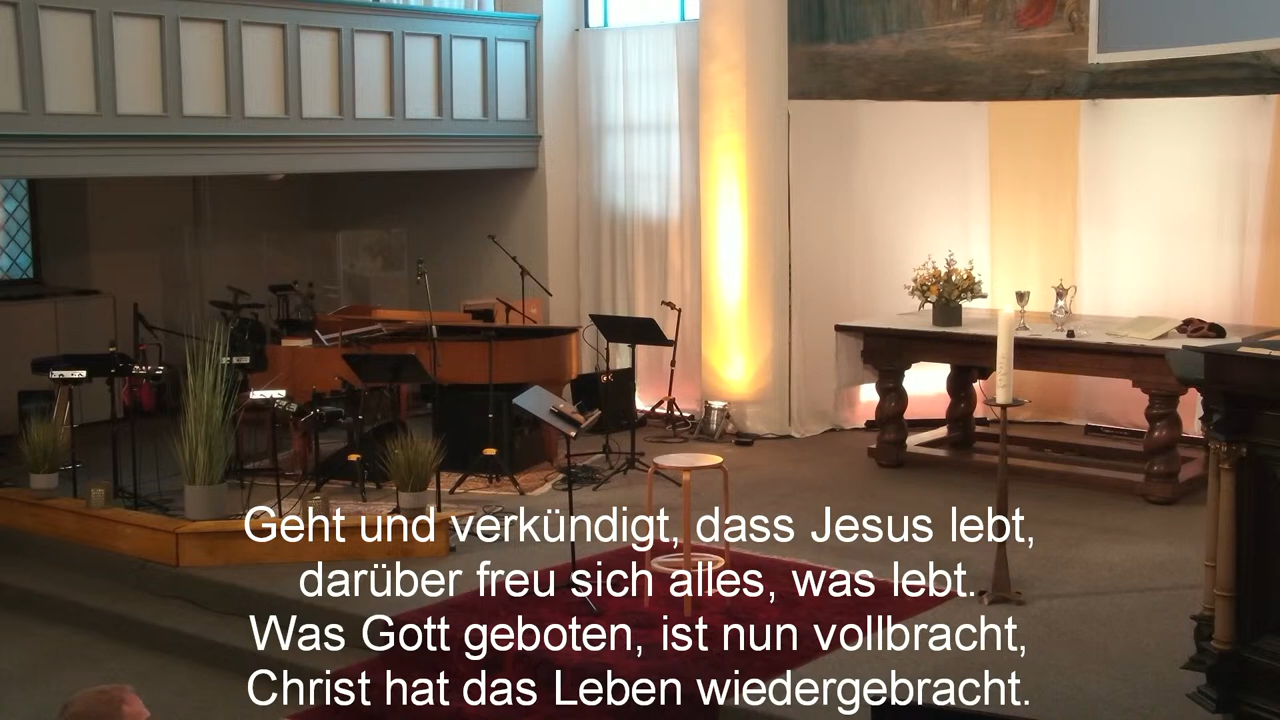 Geht und verkündigt, dass Jesus lebt,
darüber freu sich alles, was lebt.
Was Gott geboten, ist nun vollbracht,
Christ hat das Leben wiedergebracht.